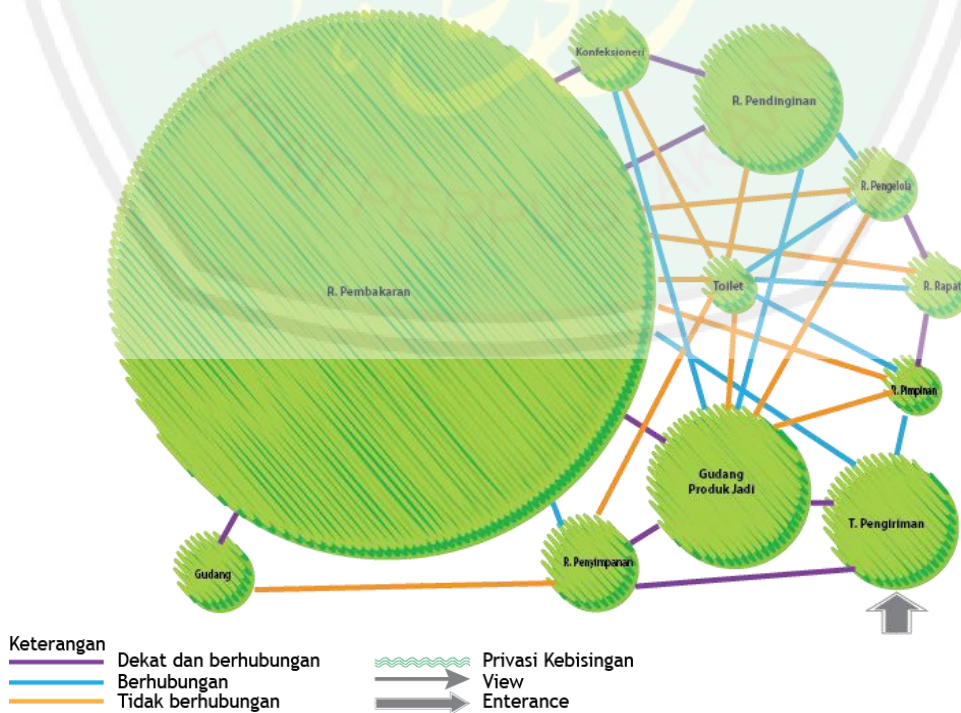 Konfeksioneri
R. Pendinginan
R. Pengelola
R. Pembakaran
Toilet
R. Rapat
R. Pimpinan
Gudang
Produk Jadi
T. Pengiriman
R. Penyimpanan
Gudang
Keterangan
Dekat dan berhubungan
Berhubungan
Tidak berhubungan
Privasi Kebisingan
View
Enterance